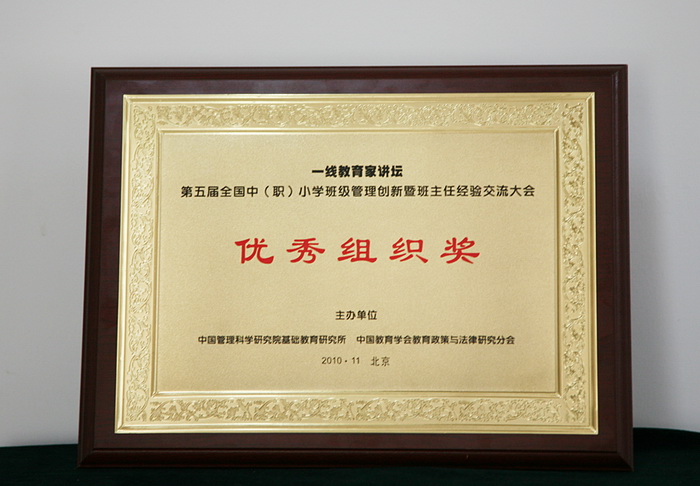 一线教育家讲坛
第五届全国中（职）小学班级管理创新暨班主任经验交流大会
优秀组织奖
主办单位
中国管理科学研究院基础教育研究所 中国教育学会教育政策与法律研究分会
2010·11 北京